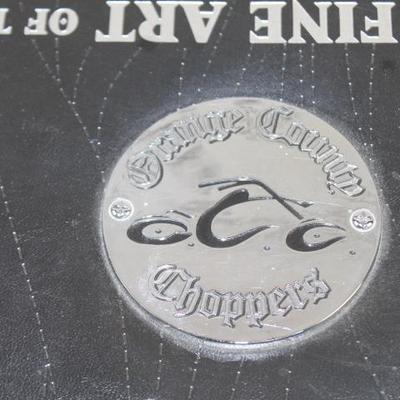 FINE ART OF
Orange County
OCC
Choppers